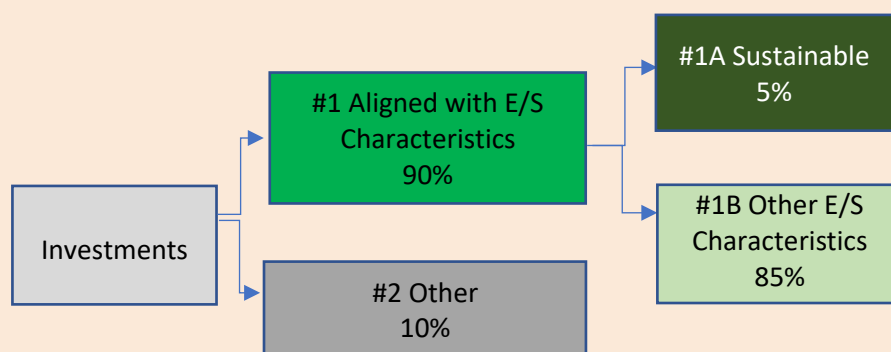 Investments
#1 Aligned with E/S
Characteristics
90%
#2 Other
10%
#1A Sustainable
5%
#1B Other E/S
Characteristics
85%